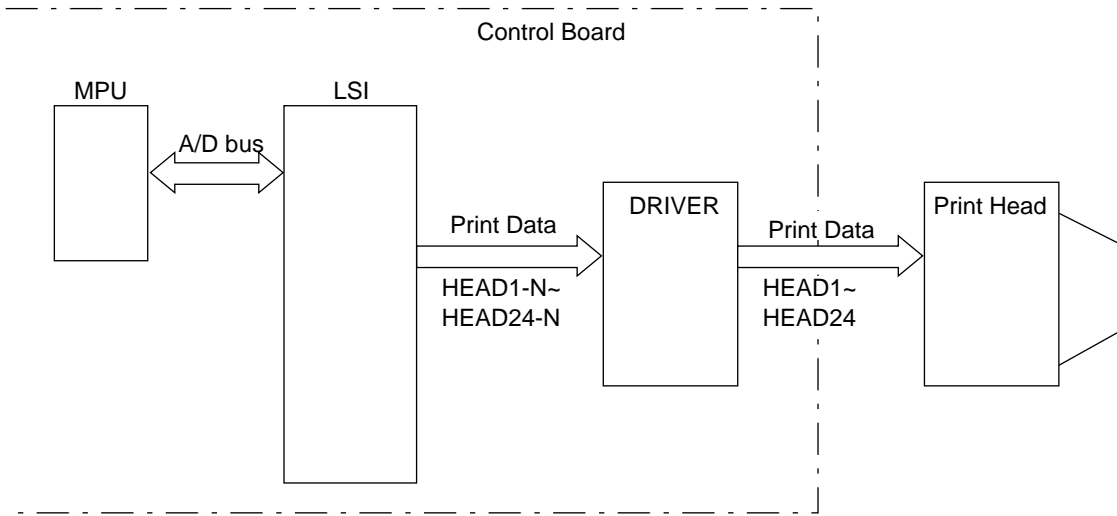 Control Board
MPU
LSI
A/D bus
DRIVER
Print Head
Print Data
Print Data
HEAD1-N~
HEAD24-N
HEAD1~
HEAD24